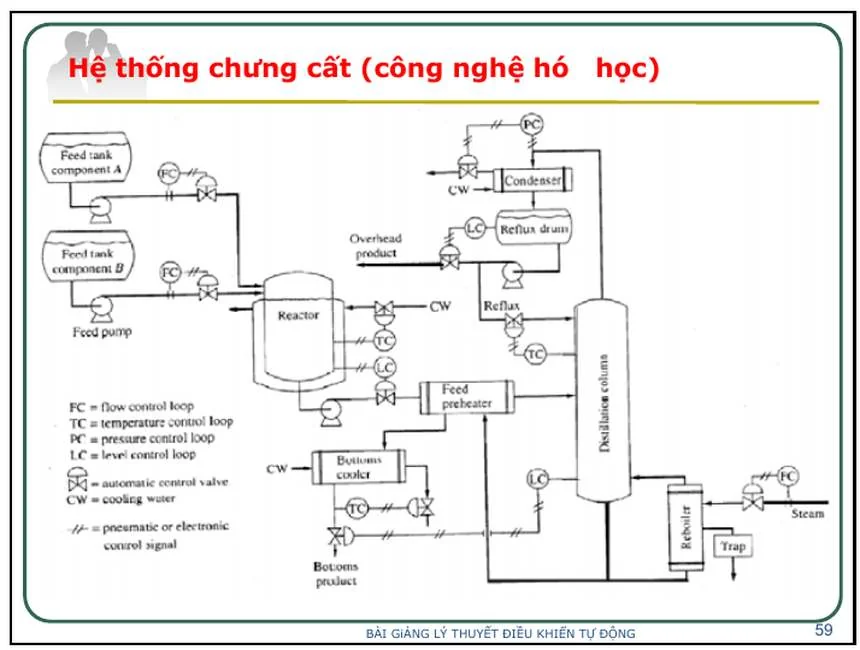 Hệ thống chưng cất (công nghệ hó học)
Feed tank
component A
FC
PC
CW
Condenser
LC
Reflux drum
Overhead
product
Feed tank
component B
FC
Feed pump
Reactor
CW
TC
LC
Reflux
TC
Distillation column
Feed
preheater
FC = flow control loop
TC = temperature control loop
PC = pressure control loop
LC = level control loop
= automatic control valve
CW = cooling water
= pneumatic or electronic
control signal
CW
Bottoms
cooler
TC
LC
Bottoms
product
Reboiler
FC
Steam
Trap
BÀI GiẢNG LÝ THUYẾT ĐIỀU KHIỂN TỰ ĐỘNG
59